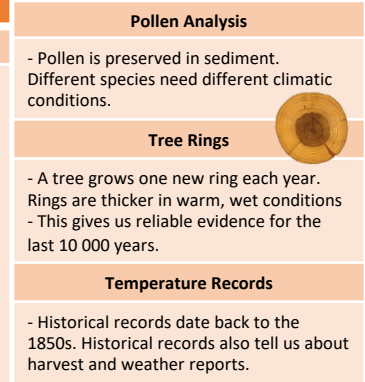 Pollen Analysis
- Pollen is preserved in sediment.
Different species need different climatic
conditions.
Tree Rings
- A tree grows one new ring each year.
Rings are thicker in warm, wet conditions
- This gives us reliable evidence for the
last 10 000 years.
Temperature Records
- Historical records date back to the
1850s. Historical records also tell us about
harvest and weather reports.